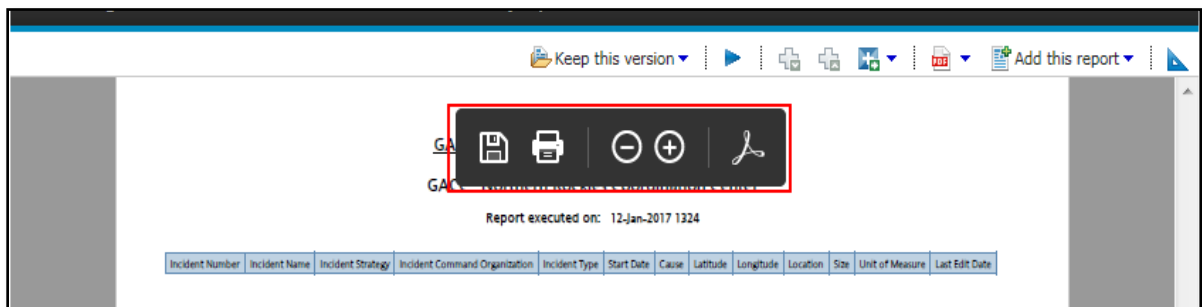 Keep this version
PDF
Add this report
GA
GACC
Report executed on: 12-Jan-2017 1324
Incident Number Incident Name Incident Strategy Incident Command Organization Incident Type Start Date Cause Latitude Longitude Location Size Unit of Measure Last Edit Date